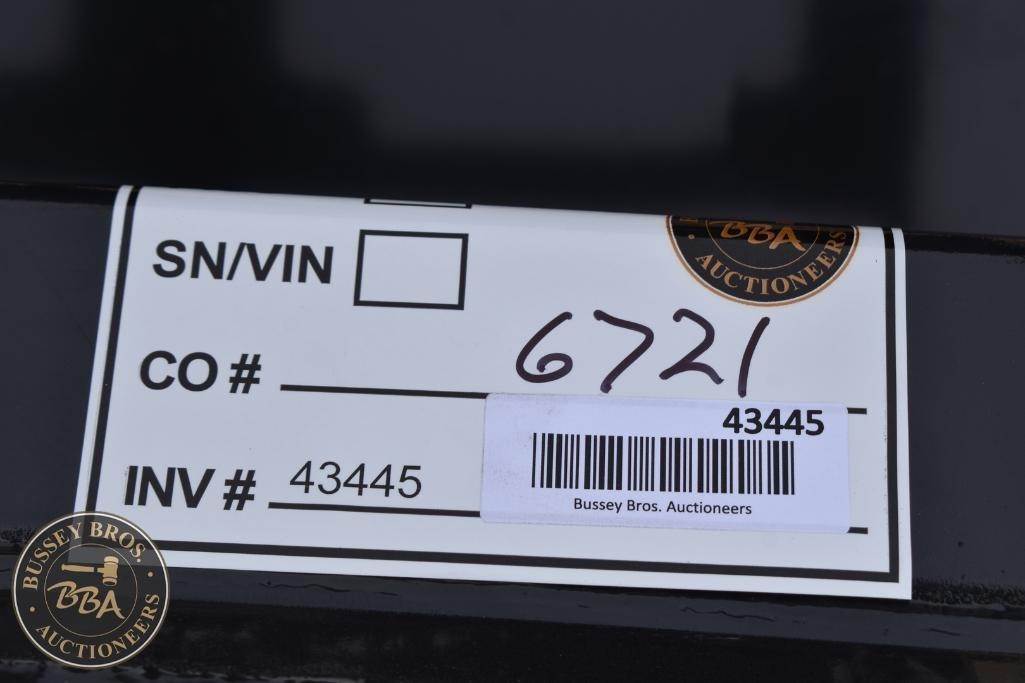 BBA
AUCTIONEERS
SN/VIN
CO # 6721
43445
INV # 43445
Bussey Bros. Auctioneers
BUSSEY BROS.
BBA
AUCTIONEERS